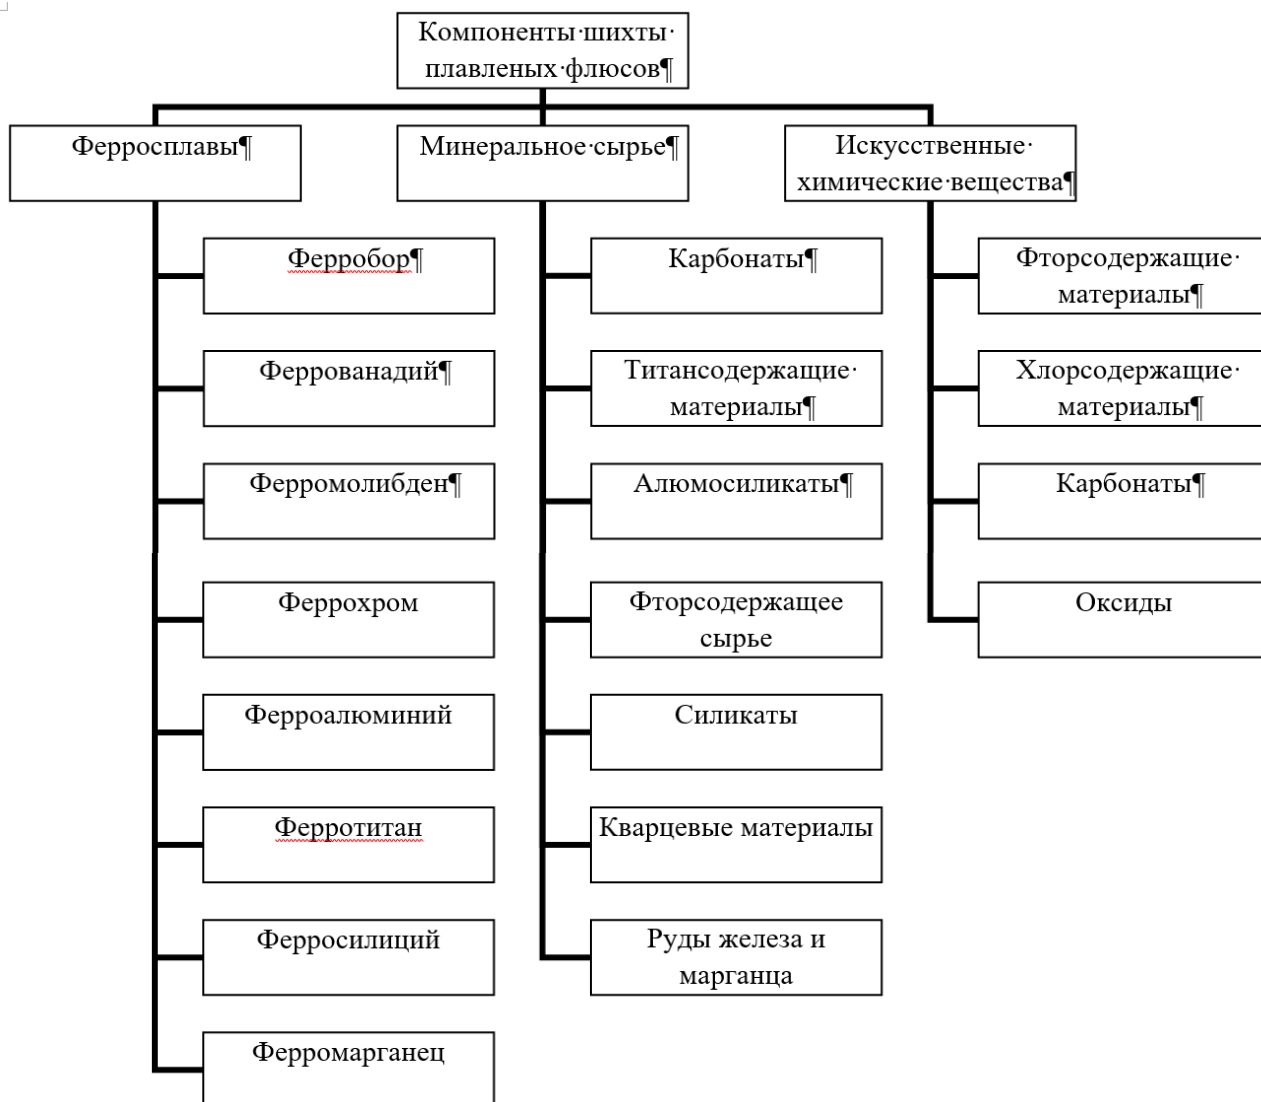 Компоненты шихты
плавленых флюсов¶
Ферросплавы¶
Минеральное сырье¶
Искусственные
химические вещества¶
Ферробор¶
Феррованадий¶
Ферромолибден¶
Феррохром
Ферроалюминий
Ферротитан
Ферросилиций
Ферромарганец
Карбонаты¶
Титансодержащие
материалы¶
Алюмосиликаты¶
Фторсодержащее
сырье
Силикаты
Кварцевые материалы
Руды железа и
марганца
Фторсодержащие
материалы¶
Хлорсодержащие
материалы¶
Карбонаты¶
Оксиды